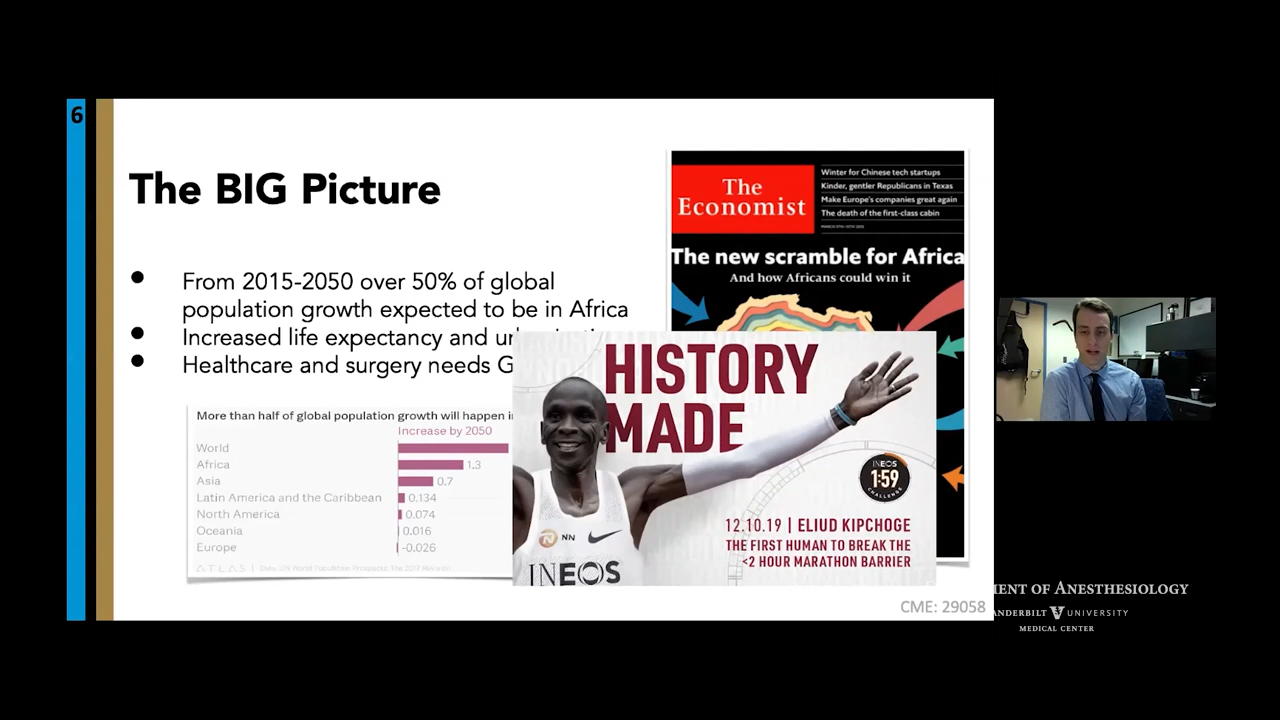 6
The BIG Picture
From 2015-2050 over 50% of global
population growth expected to be in Africa
Increased life expectancy and
Healthcare and surgery needs G
More than half of global population growth will happen
Increase by 2050
World
Africa 1.3
Asia 0.7
Latin America and the Caribbean 0.134
North America 0.074
Oceania 0.016
Europe -0.026
ATLAS
The
Economist
Winter for Chinese tech startups
Kinder, gentler Republicans in Texas
Make Europe's companies great again
The death of the first-class cabin
The new scramble for Africa
And how Africans could win it
HISTORY
MADE
INEOS
1:59
CHALLENGE
12.10.19 | ELIUD KIPCHOGE
THE FIRST HUMAN TO BREAK THE
<2 HOUR MARATHON BARRIER
NN
INEOS
CME: 29058
MENT OF ANESTHESIOLOGY
ANDERBILT UNIVERSITY
MEDICAL CENTER